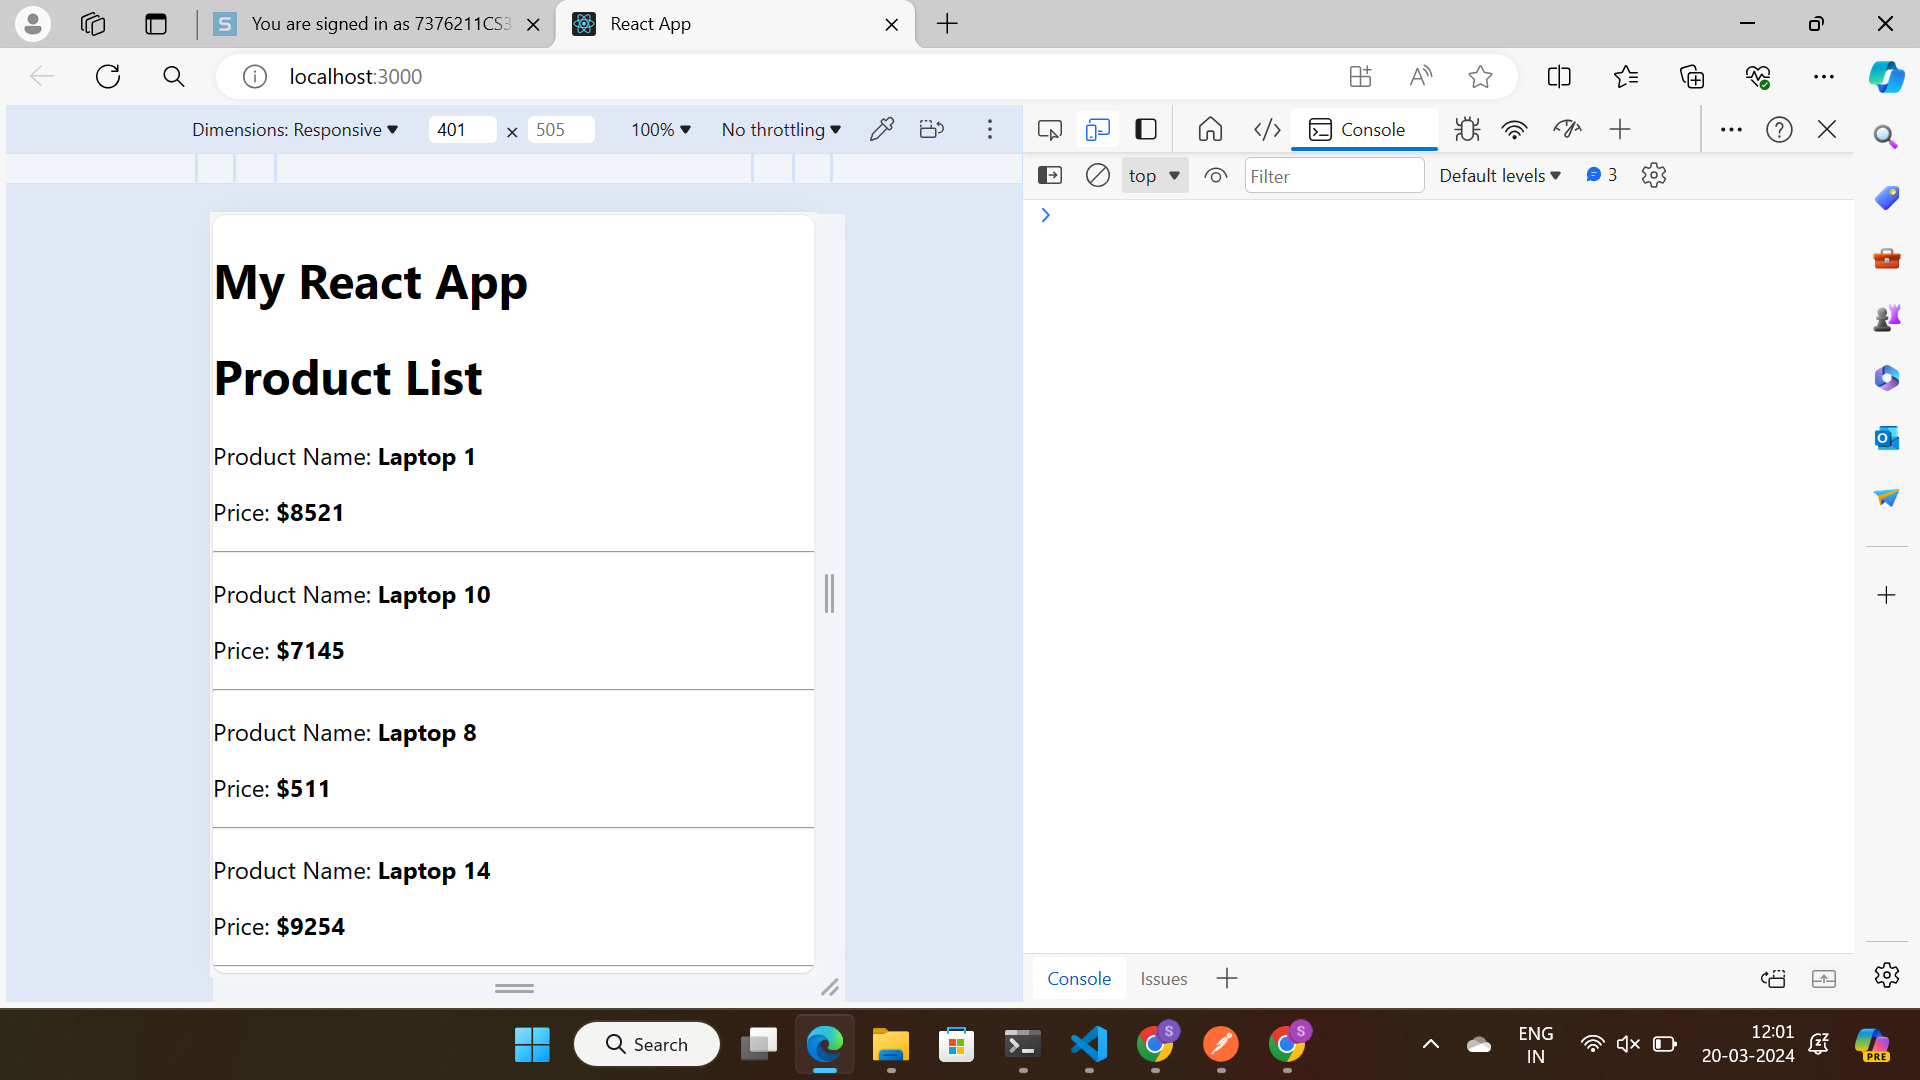 You are signed in as 7376211CS3
React App
localhost:3000
Dimensions: Responsive
401 × 505
100%
No throttling
Console
top
Filter
Default levels
3
My React App
Product List
Product Name: Laptop 1
Price: $8521
Product Name: Laptop 10
Price: $7145
Product Name: Laptop 8
Price: $511
Product Name: Laptop 14
Price: $9254
Console
Issues
Search
S
S
ENG
IN
12:01
20-03-2024
PRE